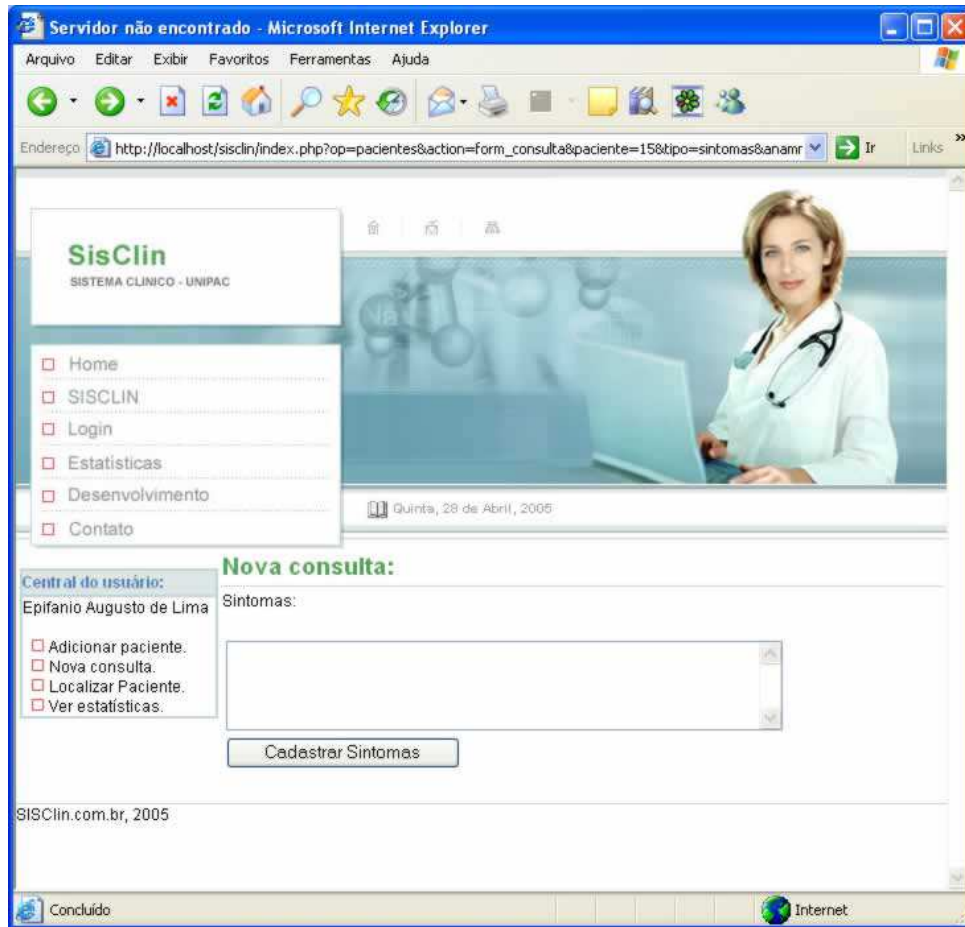 Servidor não encontrado - Microsoft Internet Explorer
Arquivo Editar Exibir Favoritos Ferramentas Ajuda
Endereço http://localhost/sisclin/index.php?op=pacientes&action=form_consulta&paciente=15&tipo=sintomas&anamr Ir Links »
SisClin
SISTEMA CLINICO - UNIPAC
Na
Home
SISCLIN
Login
Estatísticas
Desenvolvimento
Contato
Quinta, 28 de Abril, 2005
Central do usuário:
Epifanio Augusto de Lima
Adicionar paciente.
Nova consulta.
Localizar Paciente.
Ver estatísticas.
Nova consulta:
Sintomas:
Cadastrar Sintomas
SISClin.com.br, 2005
Concluído Internet